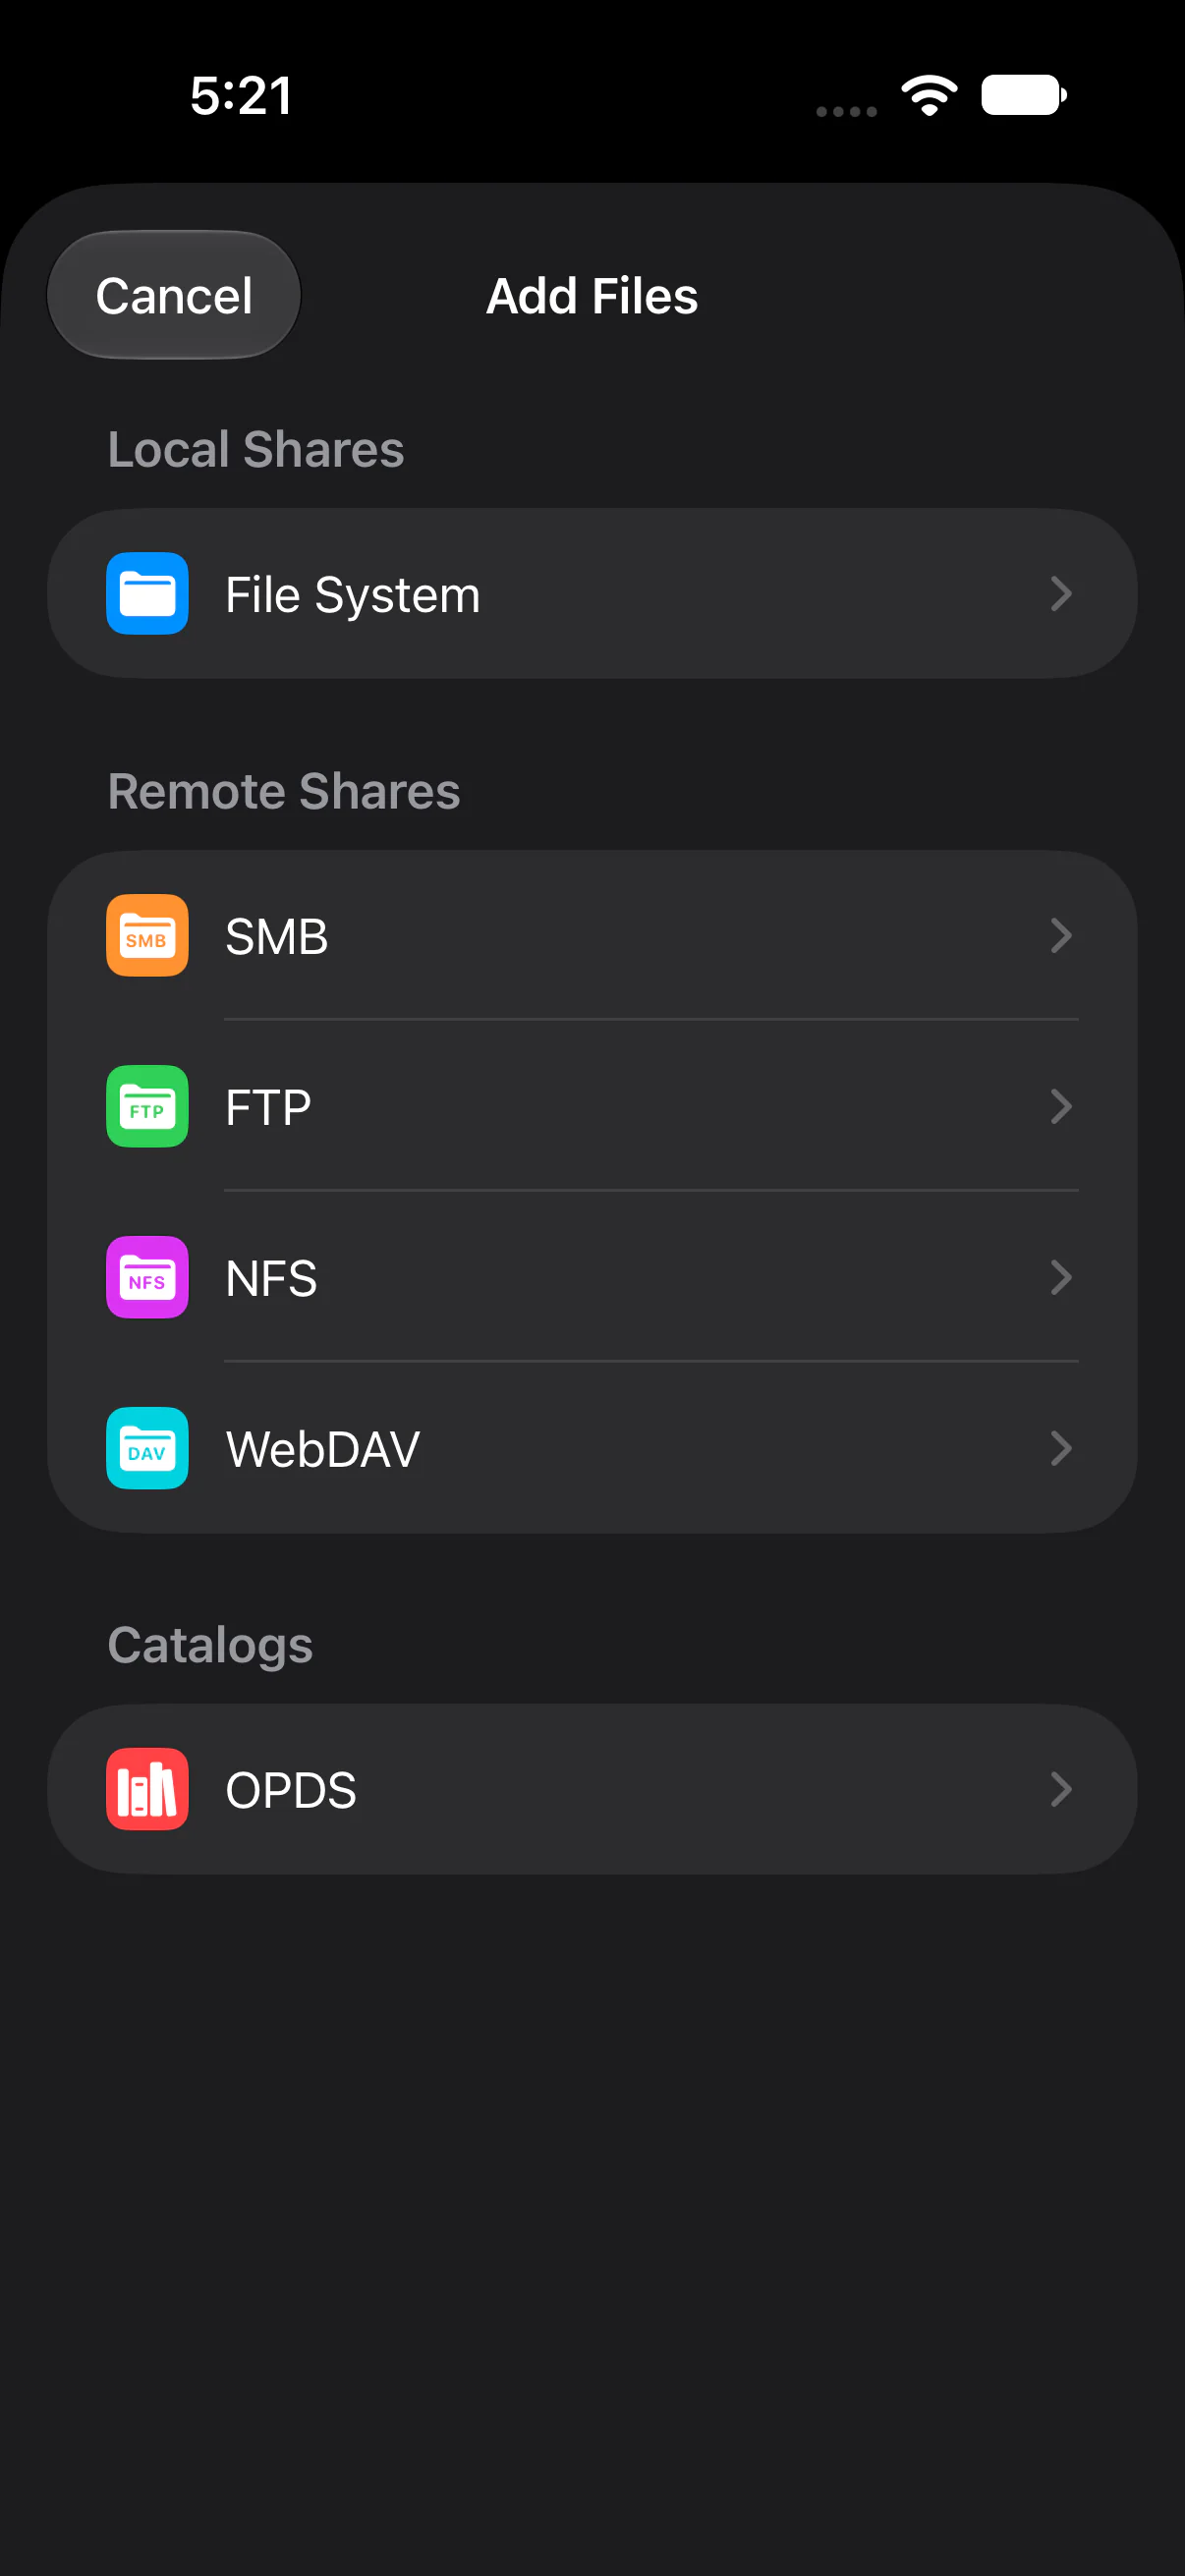 5:21
Cancel
Add Files
Local Shares
File System
Remote Shares
SMB
SMB
FTP
FTP
NFS
NFS
DAV
WebDAV
Catalogs
OPDS